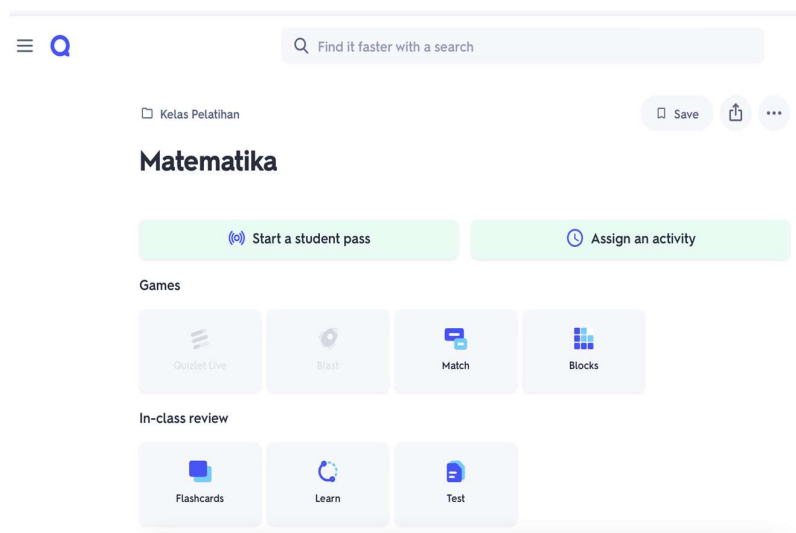 Find it faster with a search
Kelas Pelatihan
Save
Matematika
Start a student pass
Assign an activity
Games
Quizlet Live
Blast
Match
Blocks
In-class review
Flashcards
Learn
Test